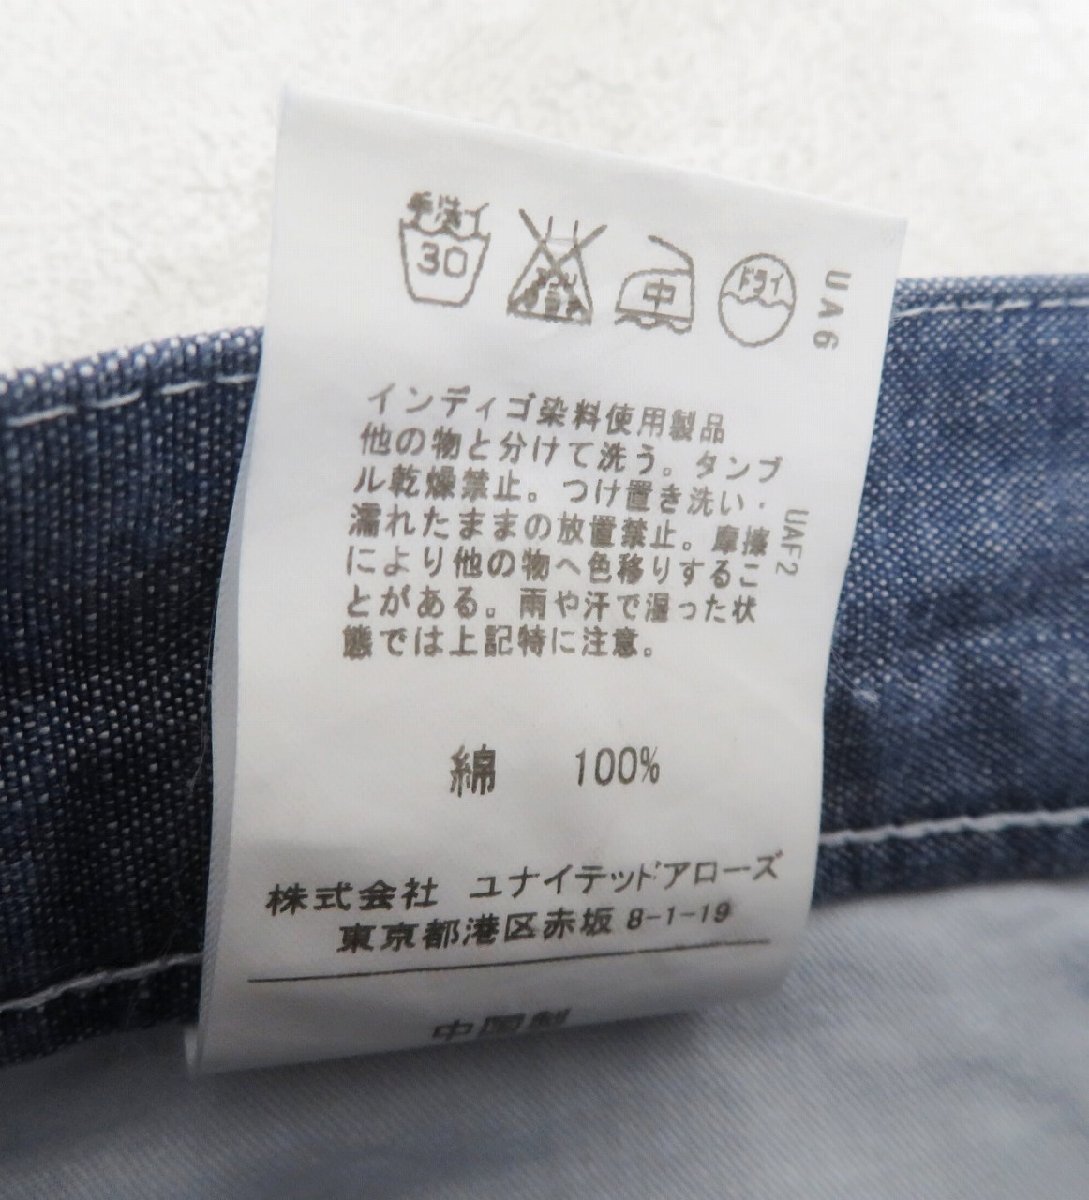 手洗イ
30
中
ドライ
UA6
インディゴ染料使用製品
他の物と分けて洗う。タンブ
ル乾燥禁止。つけ置き洗い・
濡れたままの放置禁止。摩擦
により他の物へ色移りするこ
とがある。雨や汗で湿った状
態では上記特に注意。
UAF2
綿 100%
株式会社 ユナイテッドアローズ
東京都港区赤坂 8-1-19
中国製